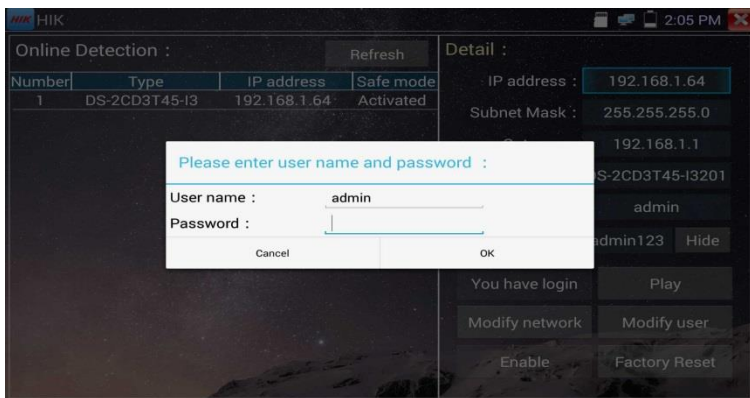 HIK HIK 2:05 PM
Online Detection : Refresh
Number Type IP address Safe mode
1 DS-2CD3T45-I3 192.168.1.64 Activated
Detail :
IP address : 192.168.1.64
Subnet Mask : 255.255.255.0
192.168.1.1
S-2CD3T45-I3201
admin
admin123 Hide
You have login Play
Modify network Modify user
Enable Factory Reset
Please enter user name and password :
User name : admin
Password :
Cancel OK